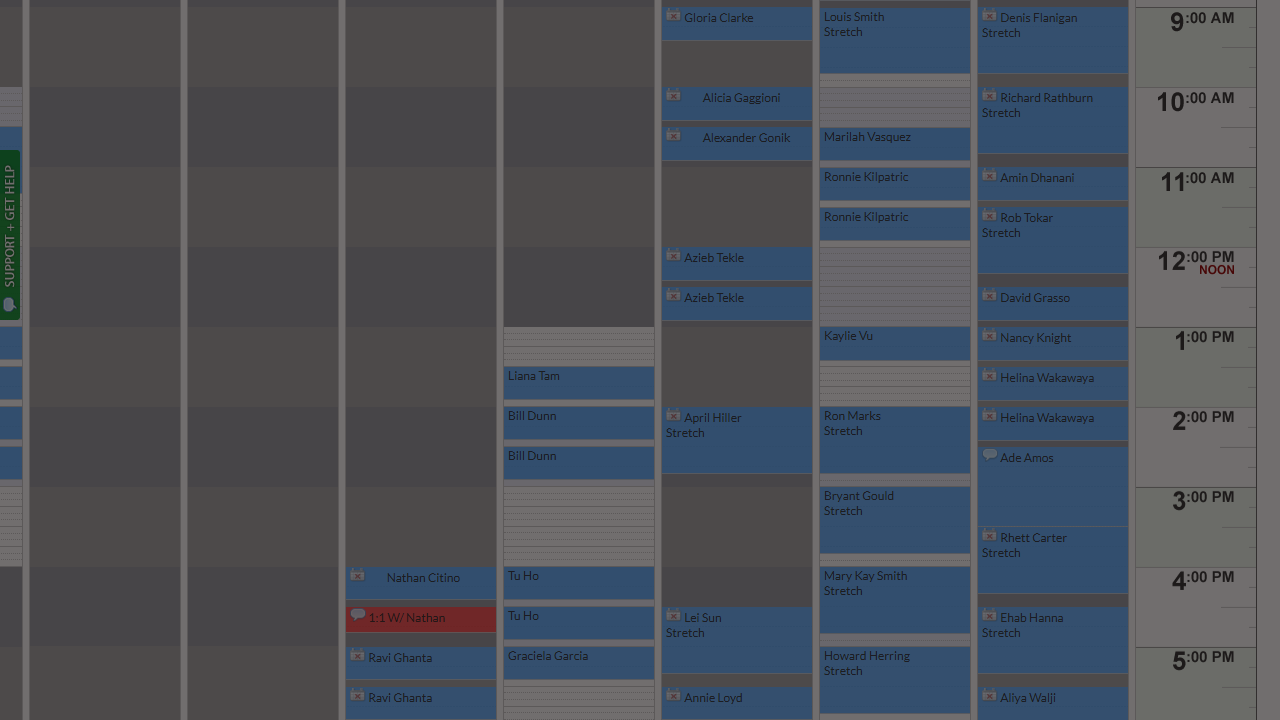 SUPPORT + GET HELP
Nathan Citino
1:1 W/ Nathan
Ravi Ghanta
Ravi Ghanta
Liana Tam
Bill Dunn
Bill Dunn
Tu Ho
Tu Ho
Graciela Garcia
Gloria Clarke
Alicia Gaggioni
Alexander Gonik
Azieb Tekle
Azieb Tekle
April Hiller
Stretch
Lei Sun
Stretch
Annie Loyd
Louis Smith
Stretch
Marilah Vasquez
Ronnie Kilpatric
Ronnie Kilpatric
Kaylie Vu
Ron Marks
Stretch
Bryant Gould
Stretch
Mary Kay Smith
Stretch
Howard Herring
Stretch
Denis Flanigan
Stretch
Richard Rathburn
Stretch
Amin Dhanani
Rob Tokar
Stretch
David Grasso
Nancy Knight
Helina Wakawaya
Helina Wakawaya
Ade Amos
Rhett Carter
Stretch
Ehab Hanna
Stretch
Aliya Walji
9:00 AM
10:00 AM
11:00 AM
12:00 PM
NOON
1:00 PM
2:00 PM
3:00 PM
4:00 PM
5:00 PM